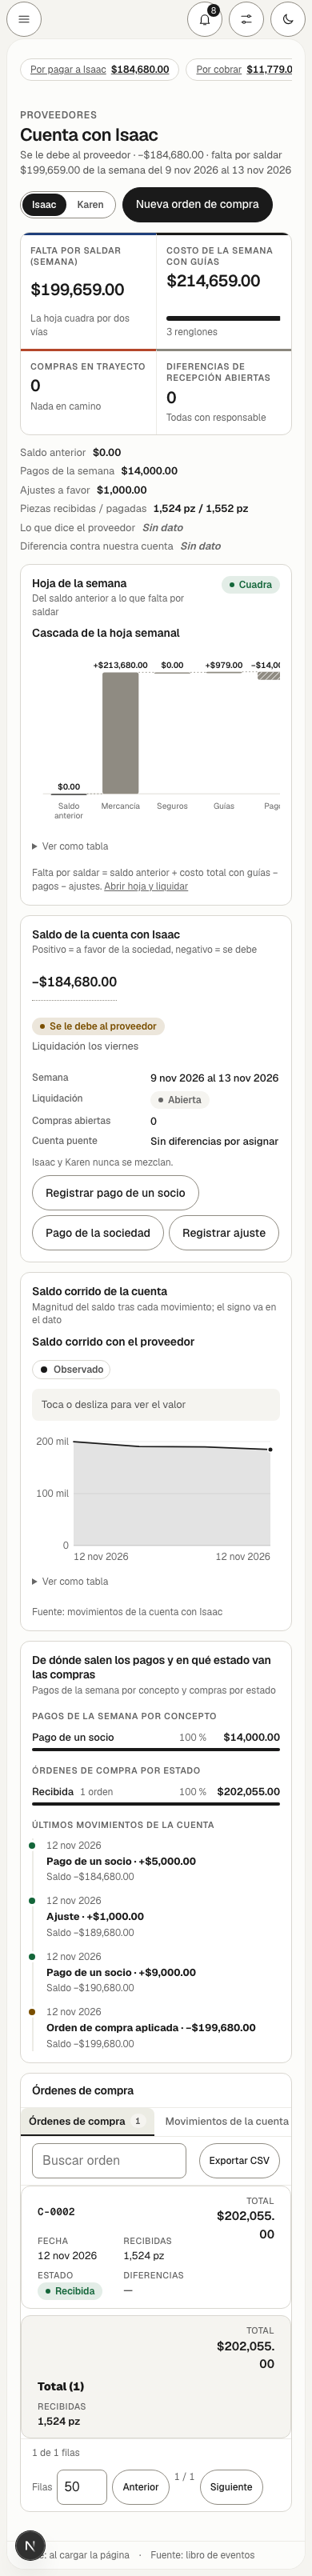 8
Por pagar a Isaac $184,680.00
Por cobrar $11,779.0
PROVEEDORES
Cuenta con Isaac
Se le debe al proveedor · −$184,680.00 · falta por saldar
$199,659.00 de la semana del 9 nov 2026 al 13 nov 2026
Isaac Karen Nueva orden de compra
FALTA POR SALDAR
(SEMANA)
$199,659.00
La hoja cuadra por dos
vías
COSTO DE LA SEMANA
CON GUÍAS
$214,659.00
3 renglones
COMPRAS EN TRAYECTO
0
Nada en camino
DIFERENCIAS DE
RECEPCIÓN ABIERTAS
0
Todas con responsable
Saldo anterior $0.00
Pagos de la semana $14,000.00
Ajustes a favor $1,000.00
Piezas recibidas / pagadas 1,524 pz / 1,552 pz
Lo que dice el proveedor Sin dato
Diferencia contra nuestra cuenta Sin dato
Hoja de la semana
Cuadra
Del saldo anterior a lo que falta por
saldar
Cascada de la hoja semanal
+$213,680.00 $0.00 +$979.00 −$14,00
$0.00
Saldo
anterior
Mercancía
Seguros
Guías
Pago
Ver como tabla
Falta por saldar = saldo anterior + costo total con guías −
pagos − ajustes. Abrir hoja y liquidar
Saldo de la cuenta con Isaac
Positivo = a favor de la sociedad, negativo = se debe
−$184,680.00
Se le debe al proveedor
Liquidación los viernes
Semana 9 nov 2026 al 13 nov 2026
Liquidación Abierta
Compras abiertas 0
Cuenta puente Sin diferencias por asignar
Isaac y Karen nunca se mezclan.
Registrar pago de un socio
Pago de la sociedad
Registrar ajuste
Saldo corrido de la cuenta
Magnitud del saldo tras cada movimiento; el signo va en
el dato
Saldo corrido con el proveedor
Observado
Toca o desliza para ver el valor
200 mil
100 mil
0
12 nov 2026 12 nov 2026
Ver como tabla
Fuente: movimientos de la cuenta con Isaac
De dónde salen los pagos y en qué estado van
las compras
Pagos de la semana por concepto y compras por estado
PAGOS DE LA SEMANA POR CONCEPTO
Pago de un socio 100 % $14,000.00
ÓRDENES DE COMPRA POR ESTADO
Recibida 1 orden 100 % $202,055.00
ÚLTIMOS MOVIMIENTOS DE LA CUENTA
12 nov 2026
Pago de un socio · +$5,000.00
Saldo −$184,680.00
12 nov 2026
Ajuste · +$1,000.00
Saldo −$189,680.00
12 nov 2026
Pago de un socio · +$9,000.00
Saldo −$190,680.00
12 nov 2026
Orden de compra aplicada · −$199,680.00
Saldo −$199,680.00
Órdenes de compra
Órdenes de compra 1
Movimientos de la cuenta
Buscar orden
Exportar CSV
C-0002
TOTAL
$202,055.
00
FECHA
12 nov 2026
RECIBIDAS
1,524 pz
ESTADO
Recibida
DIFERENCIAS
—
TOTAL
$202,055.
00
Total (1)
RECIBIDAS
1,524 pz
1 de 1 filas
Filas 50 Anterior 1 / 1 Siguiente
N
al cargar la página · Fuente: libro de eventos